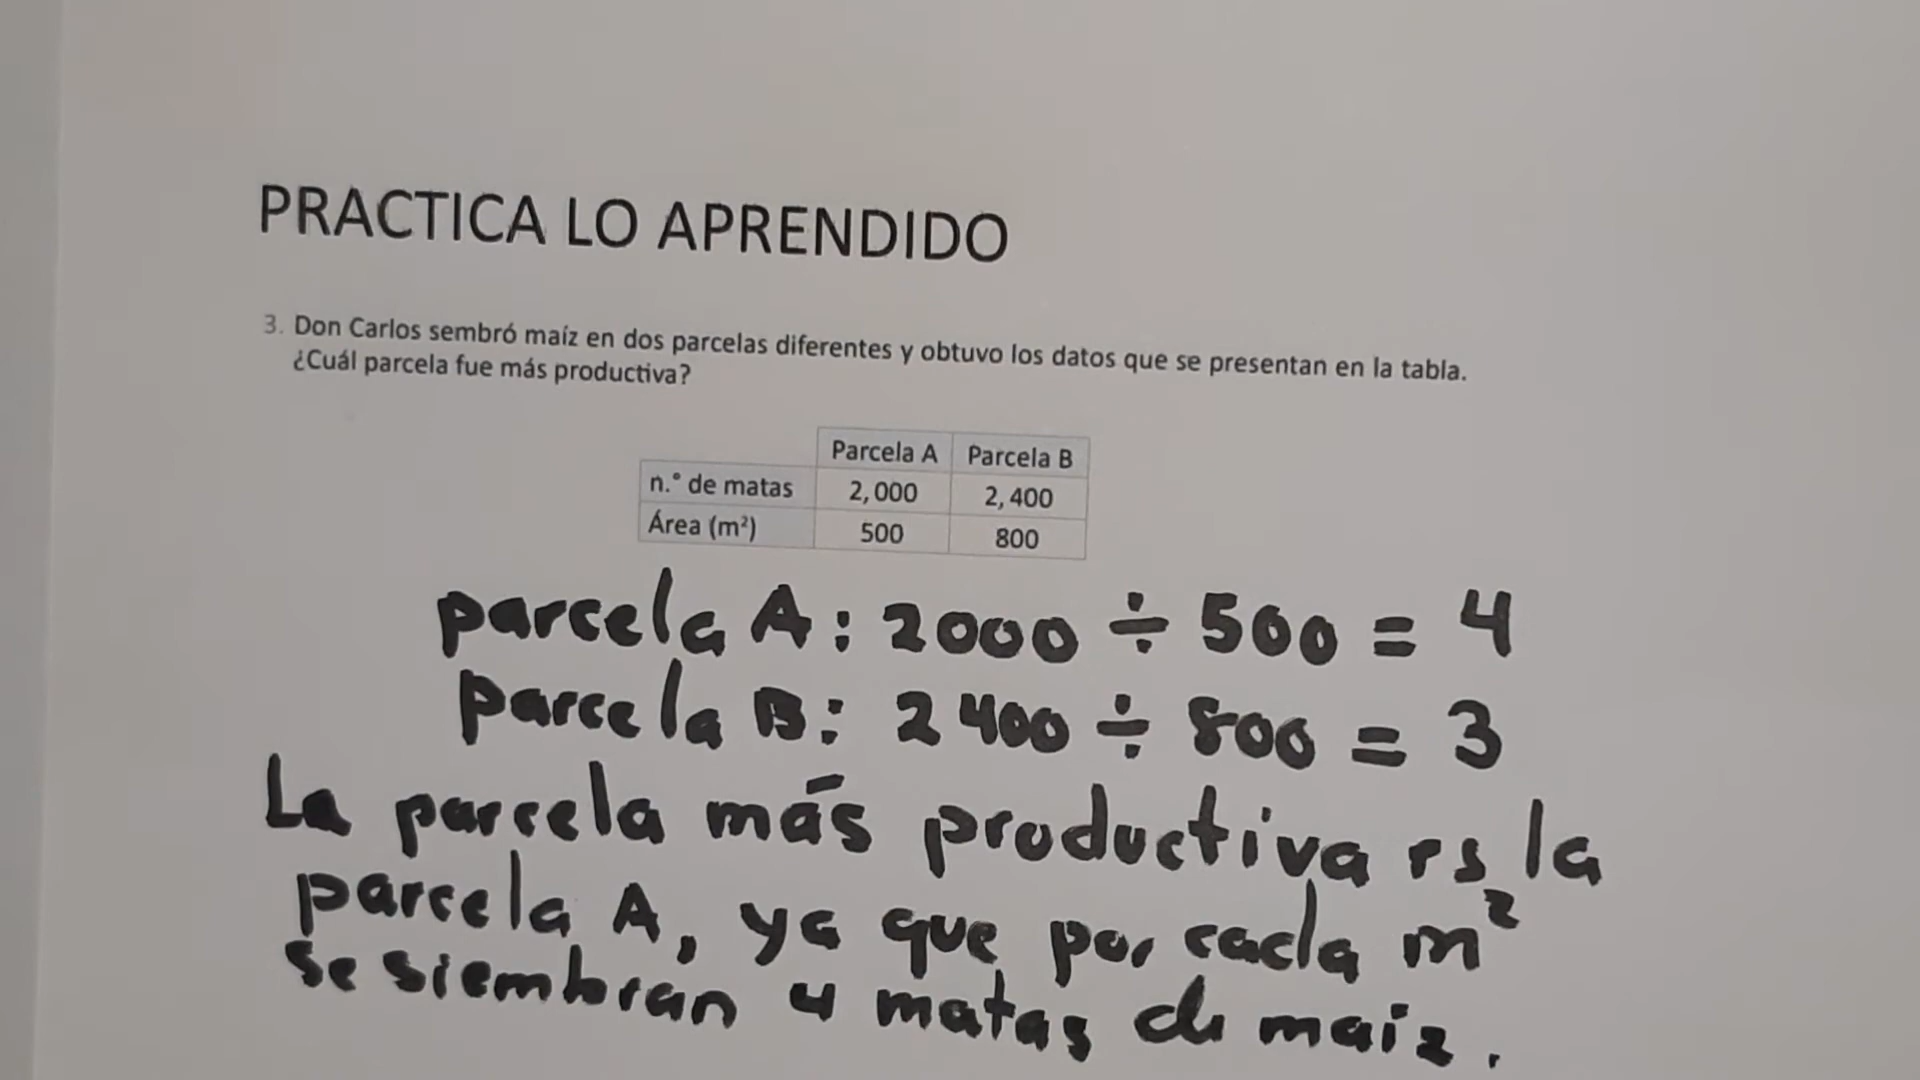 PRACTICA LO APRENDIDO
3. Don Carlos sembró maíz en dos parcelas diferentes y obtuvo los datos que se presentan en la tabla.
¿Cuál parcela fue más productiva?
Parcela A Parcela B
n.° de matas 2,000 2,400
Área (m²) 500 800
parcela A: 2000 ÷ 500 = 4
parcela B: 2400 ÷ 800 = 3
La parcela más productiva es la
parcela A, ya que por cada m²
se siembran 4 matas de maíz.